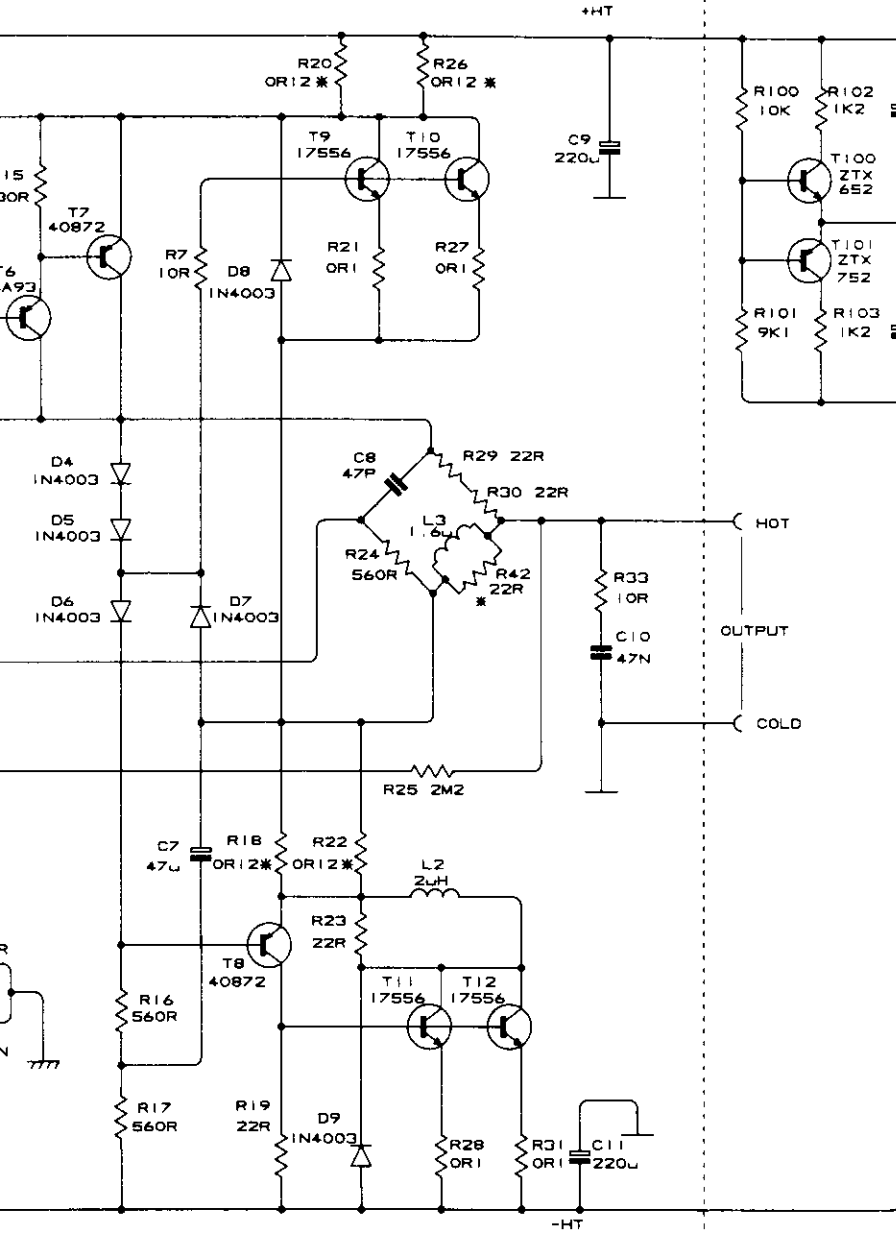 +HT
R20
0R12 *
R26
0R12 *
R100
10K
R102
1K2
C9
220u
T9
17556
T10
17556
T100
ZTX
652
15
30R
T7
40872
R7
10R
D8
1N4003
R21
0R1
R27
0R1
T101
ZTX
752
T6
A93
R101
9K1
R103
1K2
D4
1N4003
C8
47P
R29 22R
R30 22R
D5
1N4003
L3
1.6u
HOT
R24
560R
R42
22R
*
R33
10R
D6
1N4003
D7
1N4003
C10
47N
OUTPUT
COLD
R25 2M2
C7
47u
R18
0R12*
R22
0R12*
L2
2uH
R23
22R
R
T8
40872
T11
17556
T12
17556
R16
560R
N
R17
560R
R19
22R
D9
1N4003
R28
0R1
R31
0R1
C11
220u
-HT